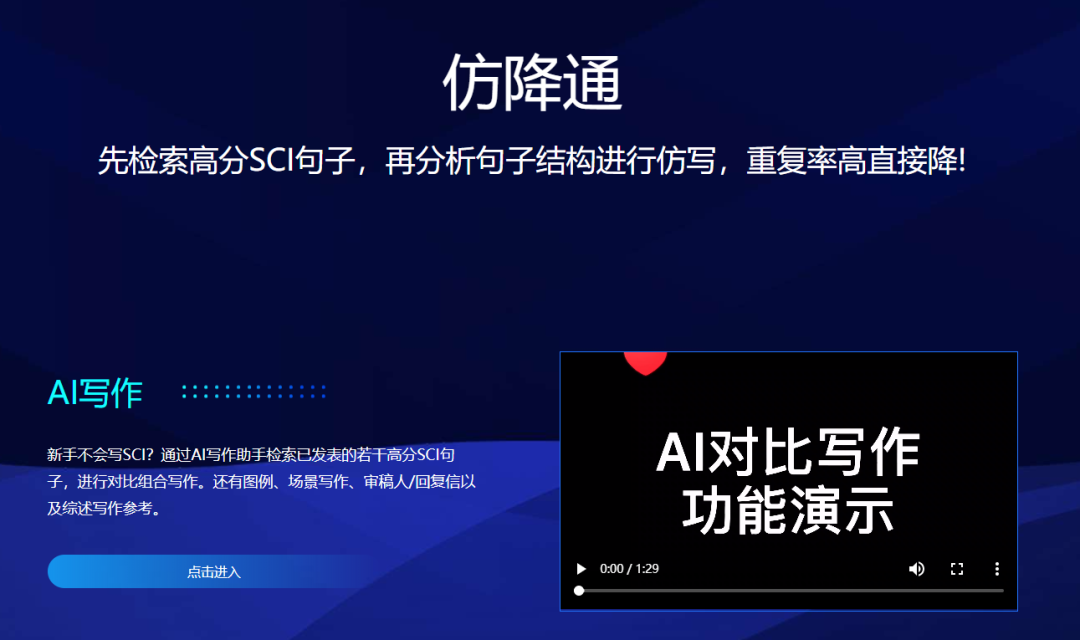 仿降通
先检索高分SCI句子，再分析句子结构进行仿写，重复率高直接降!
AI写作
新手不会写SCI？通过AI写作助手检索已发表的若干高分SCI句
子，进行对比组合写作。还有图例、场景写作、审稿人/回复信以
及综述写作参考。
点击进入
AI对比写作
功能演示
0:00 / 1:29